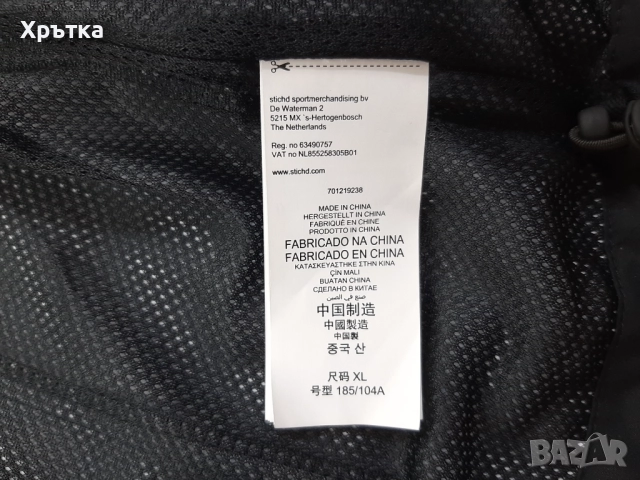 Хрътка
stichd sportmerchandising bv
De Waterman 2
5215 MX `s-Hertogenbosch
The Netherlands
Reg. no 63490757
VAT no NL855258305B01
www.stichd.com
701219238
MADE IN CHINA
HERGESTELLT IN CHINA
FABRIQUÉ EN CHINE
PRODOTTO IN CHINA
FABRICADO NA CHINA
FABRICADO EN CHINA
ΚΑΤΑΣΚΕΥΑΣΤΗΚΕ ΣΤΗΝ ΚΙΝΑ
ÇİN MALI
BUATAN CHINA
СДЕЛАНО В КИТАЕ
صنع في الصين
中国制造
中國製造
中国製
중국 산
尺码 XL
号型 185/104A
BAZAR